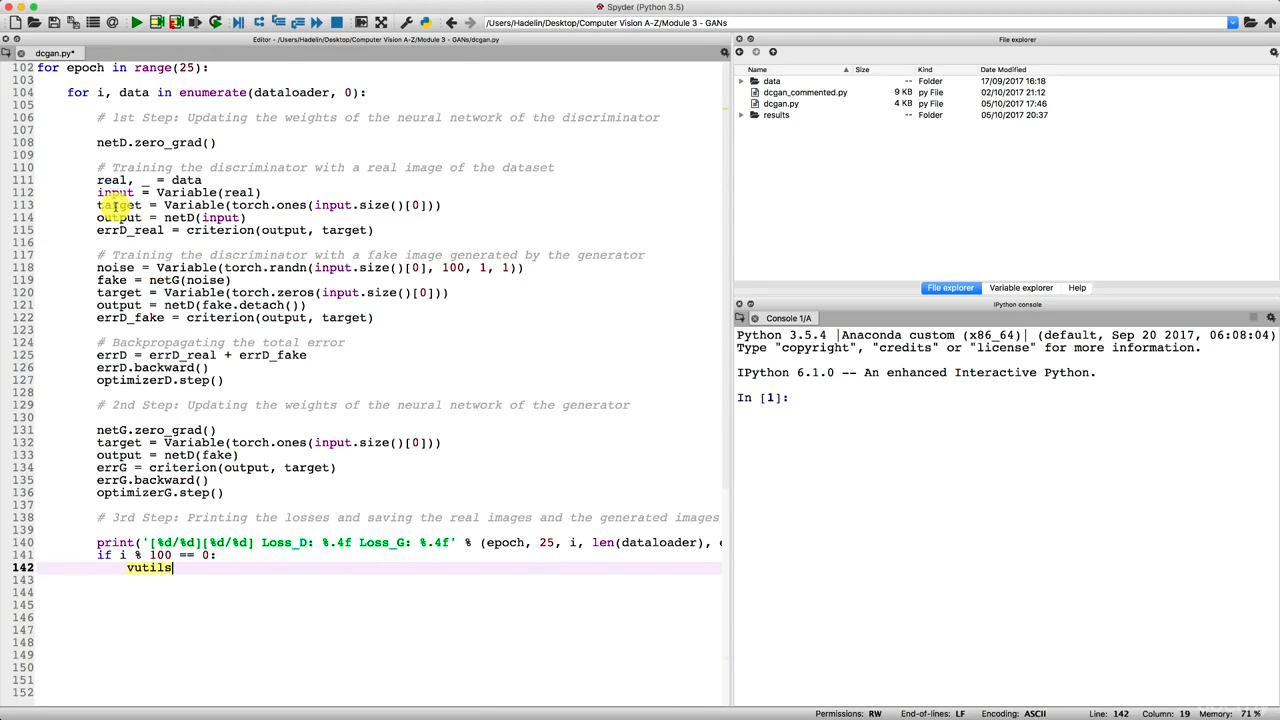 Spyder (Python 3.5)
/Users/Hadelin/Desktop/Computer Vision A-Z/Module 3 - GANs
Editor - /Users/Hadelin/Desktop/Computer Vision A-Z/Module 3 - GANs/dcgan.py
dcgan.py*
102 for epoch in range(25):
103
104 for i, data in enumerate(dataloader, 0):
105
106 # 1st Step: Updating the weights of the neural network of the discriminator
107
108 netD.zero_grad()
109
110 # Training the discriminator with a real image of the dataset
111 real, _ = data
112 input = Variable(real)
113 target = Variable(torch.ones(input.size()[0]))
114 output = netD(input)
115 errD_real = criterion(output, target)
116
117 # Training the discriminator with a fake image generated by the generator
118 noise = Variable(torch.randn(input.size()[0], 100, 1, 1))
119 fake = netG(noise)
120 target = Variable(torch.zeros(input.size()[0]))
121 output = netD(fake.detach())
122 errD_fake = criterion(output, target)
123
124 # Backpropagating the total error
125 errD = errD_real + errD_fake
126 errD.backward()
127 optimizerD.step()
128
129 # 2nd Step: Updating the weights of the neural network of the generator
130
131 netG.zero_grad()
132 target = Variable(torch.ones(input.size()[0]))
133 output = netD(fake)
134 errG = criterion(output, target)
135 errG.backward()
136 optimizerG.step()
137
138 # 3rd Step: Printing the losses and saving the real images and the generated images
139
140 print('[%d/%d][%d/%d] Loss_D: %.4f Loss_G: %.4f' % (epoch, 25, i, len(dataloader), e
141 if i % 100 == 0:
142 vutils
143
144
145
146
147
148
149
150
151
152
File explorer
Name Size Kind Date Modified
data -- Folder 17/09/2017 16:18
dcgan_commented.py 9 KB py File 02/10/2017 21:12
dcgan.py 4 KB py File 05/10/2017 17:46
results -- Folder 05/10/2017 20:37
File explorer Variable explorer Help
IPython console
Console 1/A
Python 3.5.4 |Anaconda custom (x86_64)| (default, Sep 20 2017, 06:08:04)
Type "copyright", "credits" or "license" for more information.
IPython 6.1.0 -- An enhanced Interactive Python.
In [1]:
Permissions: RW End-of-lines: LF Encoding: ASCII Line: 142 Column: 19 Memory: 71 %